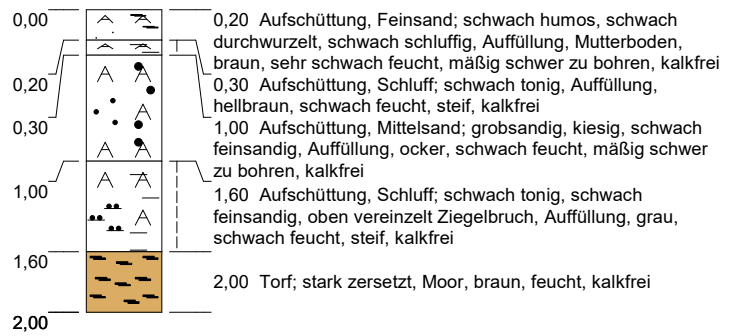 0,00
0,20 Aufschüttung, Feinsand; schwach humos, schwach
durchwurzelt, schwach schluffig, Auffüllung, Mutterboden,
braun, sehr schwach feucht, mäßig schwer zu bohren, kalkfrei
0,20
0,30 Aufschüttung, Schluff; schwach tonig, Auffüllung,
hellbraun, schwach feucht, steif, kalkfrei
0,30
1,00 Aufschüttung, Mittelsand; grobsandig, kiesig, schwach
feinsandig, Auffüllung, ocker, schwach feucht, mäßig schwer
zu bohren, kalkfrei
1,00
1,60 Aufschüttung, Schluff; schwach tonig, schwach
feinsandig, oben vereinzelt Ziegelbruch, Auffüllung, grau,
schwach feucht, steif, kalkfrei
1,60
2,00 Torf; stark zersetzt, Moor, braun, feucht, kalkfrei
2,00